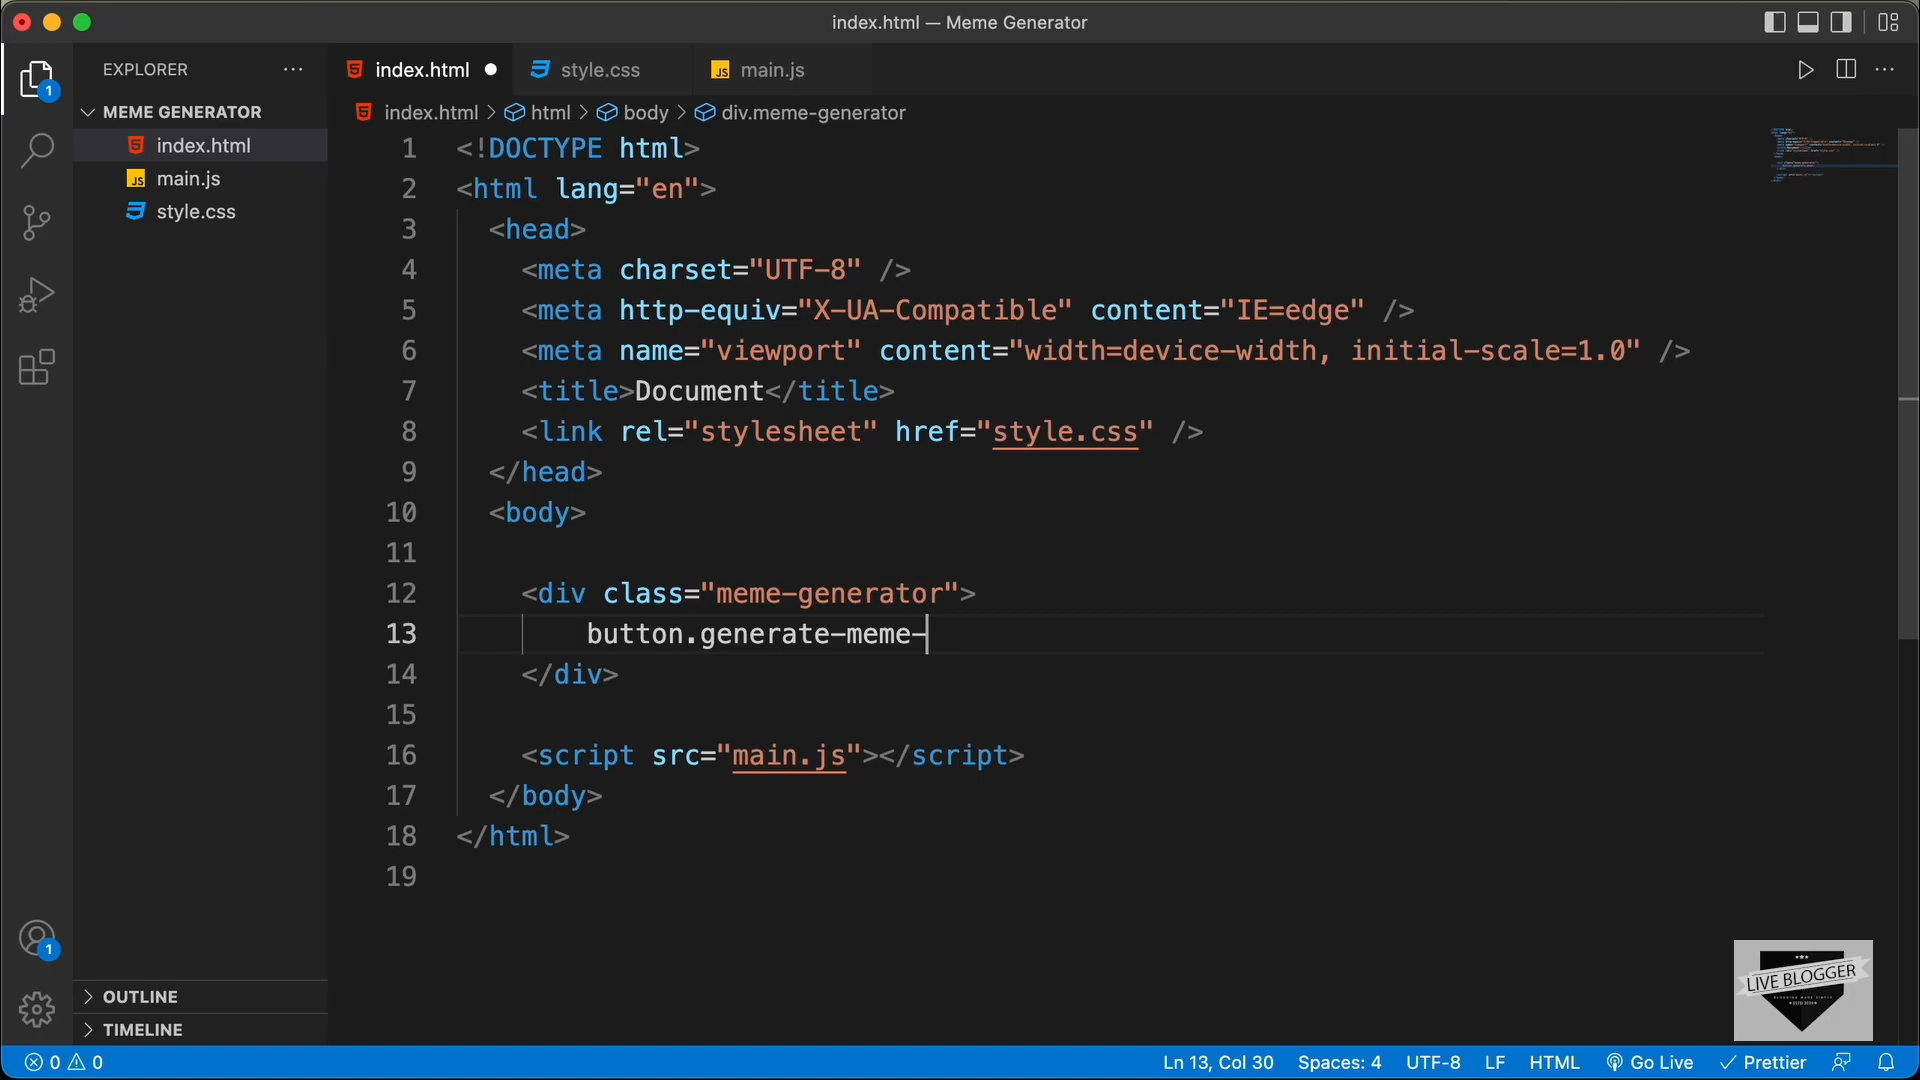 index.html — Meme Generator
EXPLORER
MEME GENERATOR
index.html
main.js
style.css
OUTLINE
TIMELINE
index.html
style.css
main.js
index.html > html > body > div.meme-generator
1 <!DOCTYPE html>
2 <html lang="en">
3 <head>
4 <meta charset="UTF-8" />
5 <meta http-equiv="X-UA-Compatible" content="IE=edge" />
6 <meta name="viewport" content="width=device-width, initial-scale=1.0" />
7 <title>Document</title>
8 <link rel="stylesheet" href="style.css" />
9 </head>
10 <body>
11
12 <div class="meme-generator">
13 button.generate-meme-
14 </div>
15
16 <script src="main.js"></script>
17 </body>
18 </html>
19
1
1
LIVE BLOGGER
0 0
Ln 13, Col 30 Spaces: 4 UTF-8 LF HTML Go Live Prettier